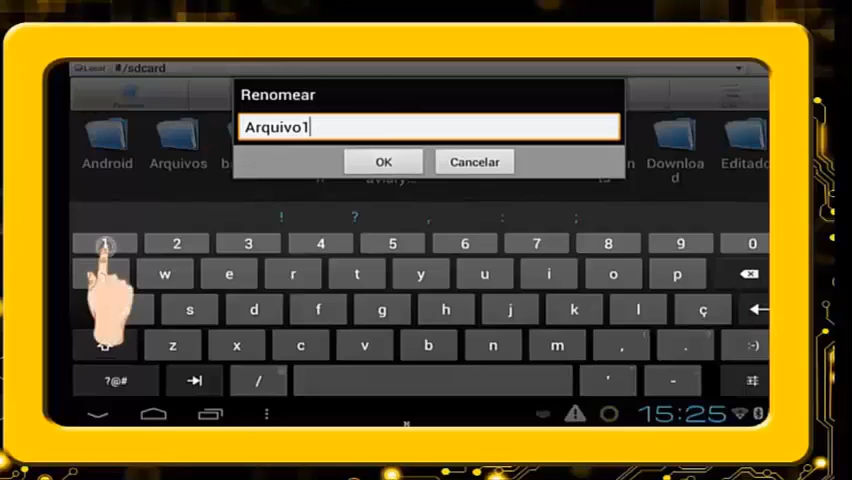 Local /sdcard
Renomear
Arquivo1
OK Cancelar
Android Arquivos Downloa
d Editado
! ? , : ;
1 2 3 4 5 6 7 8 9 0
w e r t y u i o p
s d f g h j k l ç
z x c v b n m , .  :-)
?@# / ' -
15:25